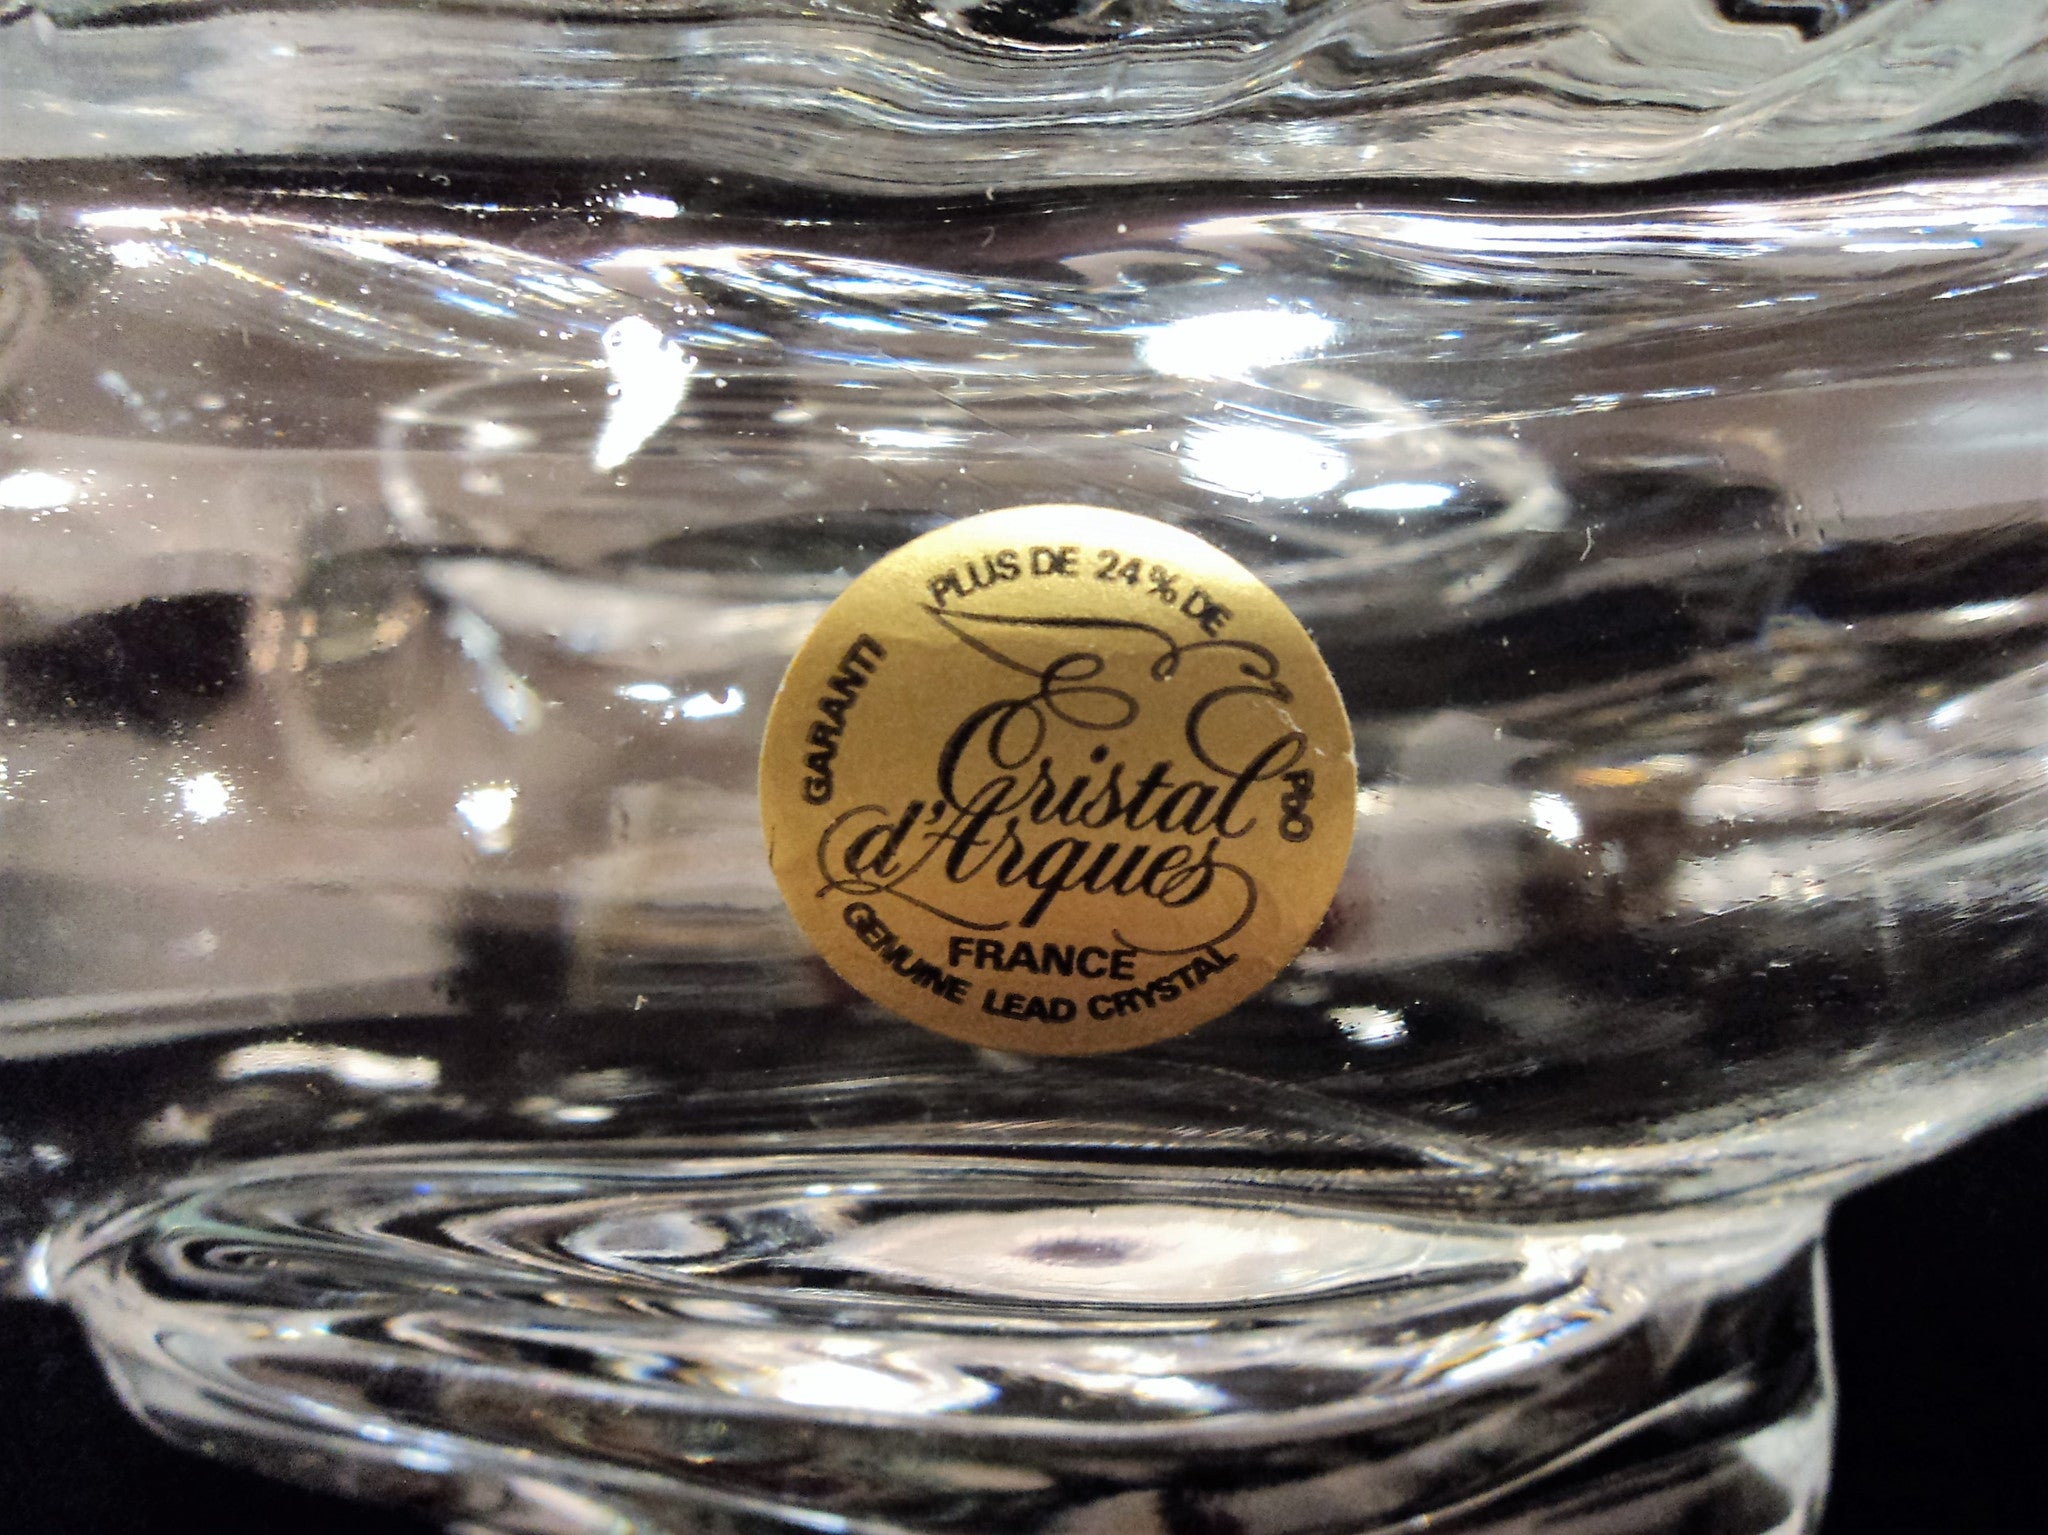 GARANTI
PLUS DE 24% DE
PbO
Cristal
d'Arques
FRANCE
GENUINE LEAD CRYSTAL